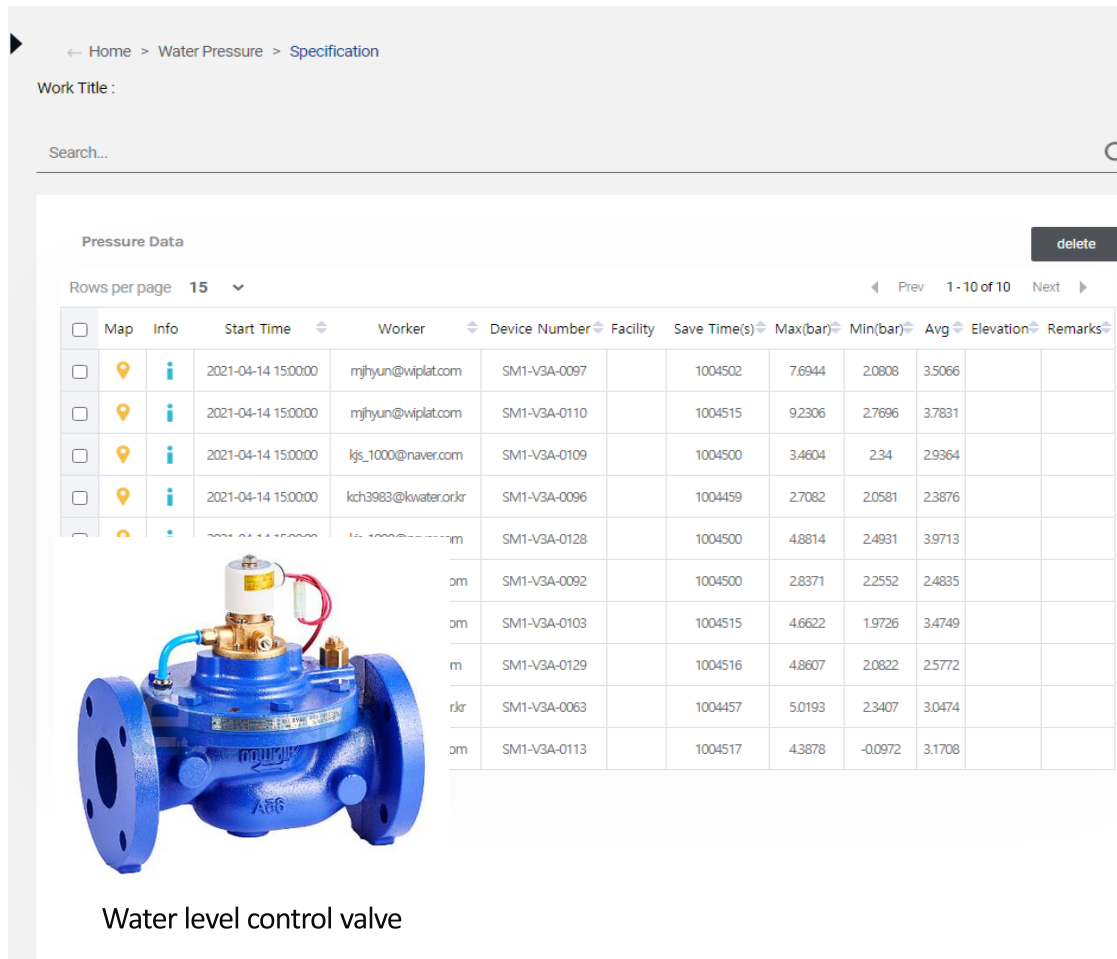 ← Home > Water Pressure > Specification
Work Title :
Search...
Pressure Data
delete
Rows per page 15
Prev 1 - 10 of 10 Next
Map Info Start Time Worker Device Number Facility Save Time(s) Max(bar) Min(bar) Avg Elevation Remarks
2021-04-14 15:00:00 mjhyun@wiplat.com SM1-V3A-0097 1004502 7.6944 2.0808 3.5066
2021-04-14 15:00:00 mjhyun@wiplat.com SM1-V3A-0110 1004515 9.2306 2.7696 3.7831
2021-04-14 15:00:00 kjs_1000@naver.com SM1-V3A-0109 1004500 3.4604 2.34 2.9364
2021-04-14 15:00:00 kch3983@kwater.or.kr SM1-V3A-0096 1004459 2.7082 2.0581 2.3876
SM1-V3A-0128 1004500 4.8814 2.4931 3.9713
om SM1-V3A-0092 1004500 2.8371 2.2552 2.4835
om SM1-V3A-0103 1004515 4.6622 1.9726 3.4749
m SM1-V3A-0129 1004516 4.8607 2.0822 2.5772
r.kr SM1-V3A-0063 1004457 5.0193 2.3407 3.0474
om SM1-V3A-0113 1004517 4.3878 -0.0972 3.1708
A56
Water level control valve